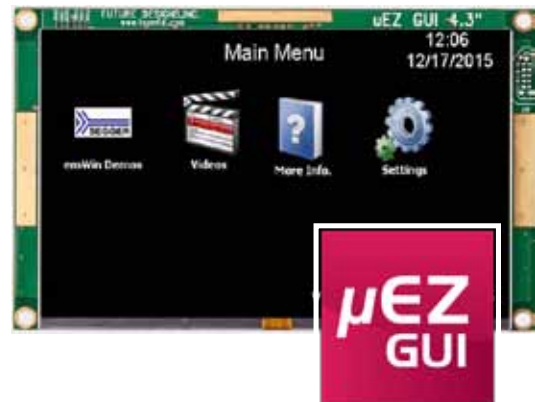 FUTURE DESIGNS, INC.
µEZ GUI 4.3"
Main Menu
12:06
12/17/2015
SEGGER
emWin Demos
Videos
More Info.
Settings
µEZ
GUI